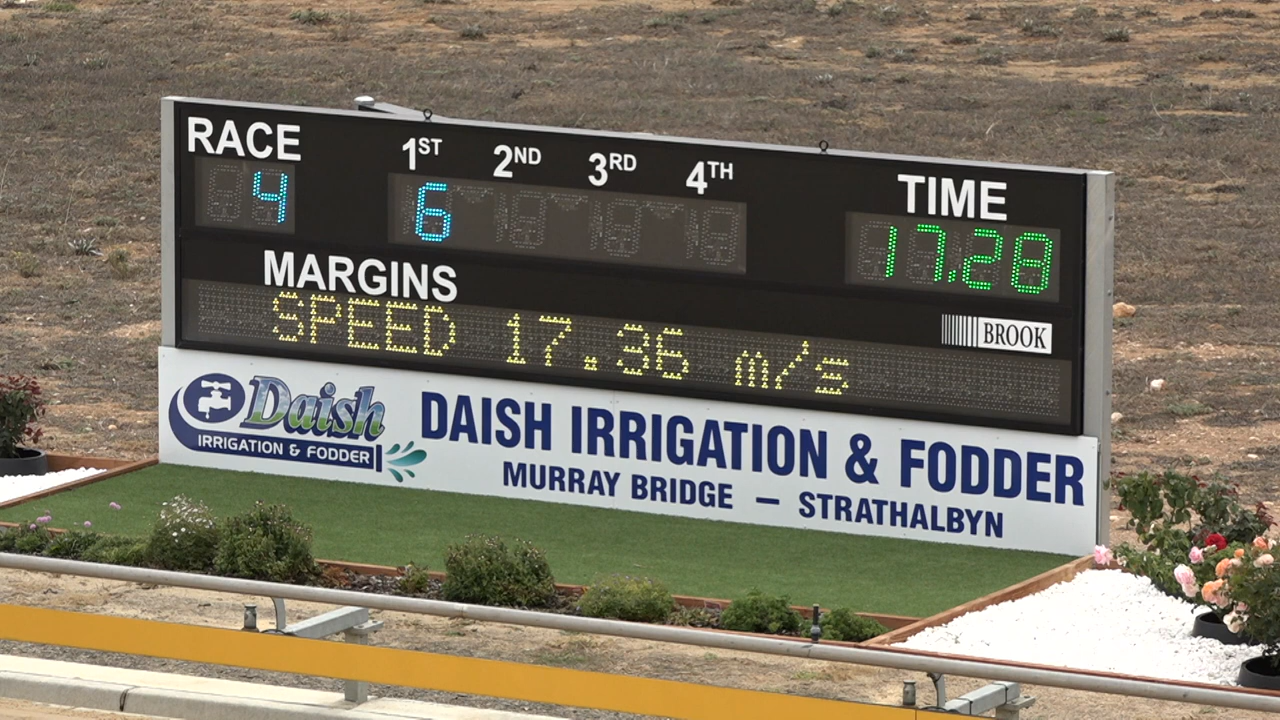 RACE 1ST 2ND 3RD 4TH TIME
4 6 17.28
MARGINS
SPEED 17.36 m/s
BROOK
Daish
IRRIGATION & FODDER
DAISH IRRIGATION & FODDER
MURRAY BRIDGE – STRATHALBYN